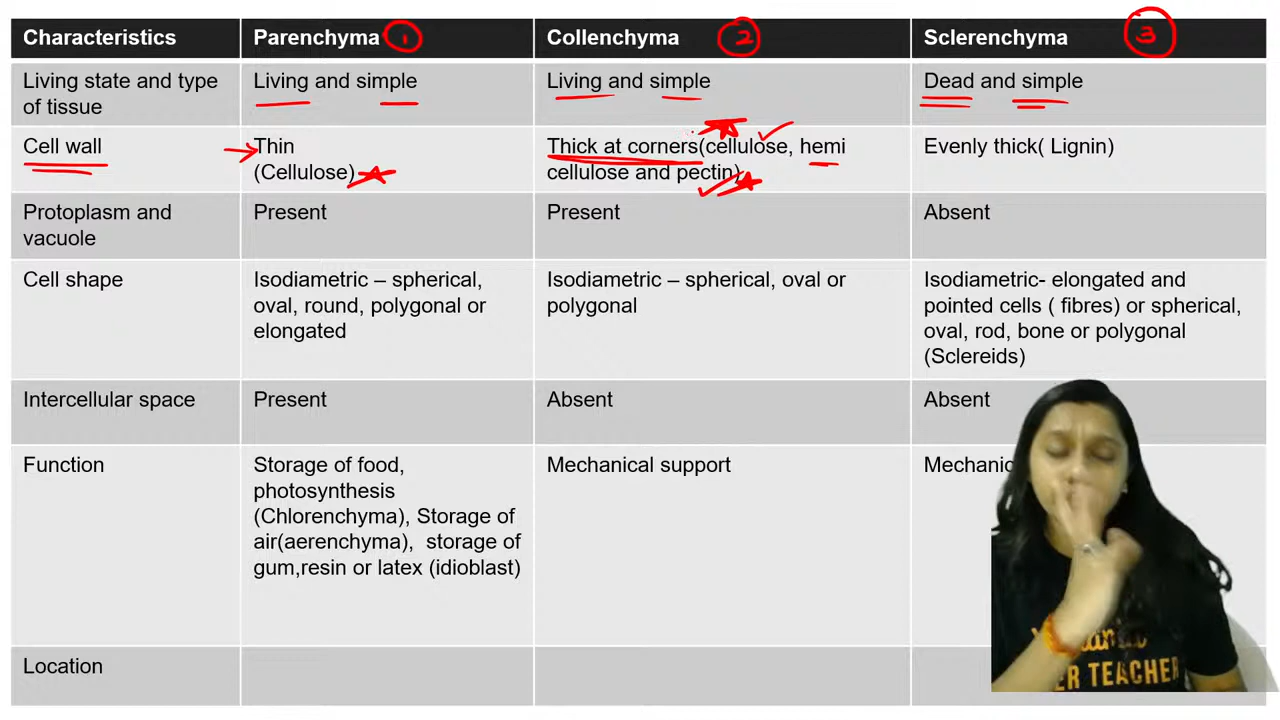 Characteristics
Parenchyma ①
Collenchyma ②
Sclerenchyma ③
Living state and type
of tissue
Living and simple
Living and simple
Dead and simple
Cell wall
Thin
(Cellulose)
Thick at corners(cellulose, hemi
cellulose and pectin)
Evenly thick( Lignin)
Protoplasm and
vacuole
Present
Present
Absent
Cell shape
Isodiametric – spherical,
oval, round, polygonal or
elongated
Isodiametric – spherical, oval or
polygonal
Isodiametric- elongated and
pointed cells ( fibres) or spherical,
oval, rod, bone or polygonal
(Sclereids)
Intercellular space
Present
Absent
Absent
Function
Storage of food,
photosynthesis
(Chlorenchyma), Storage of
air(aerenchyma),  storage of
gum,resin or latex (idioblast)
Mechanical support
Mechanic
Location
TEACHER